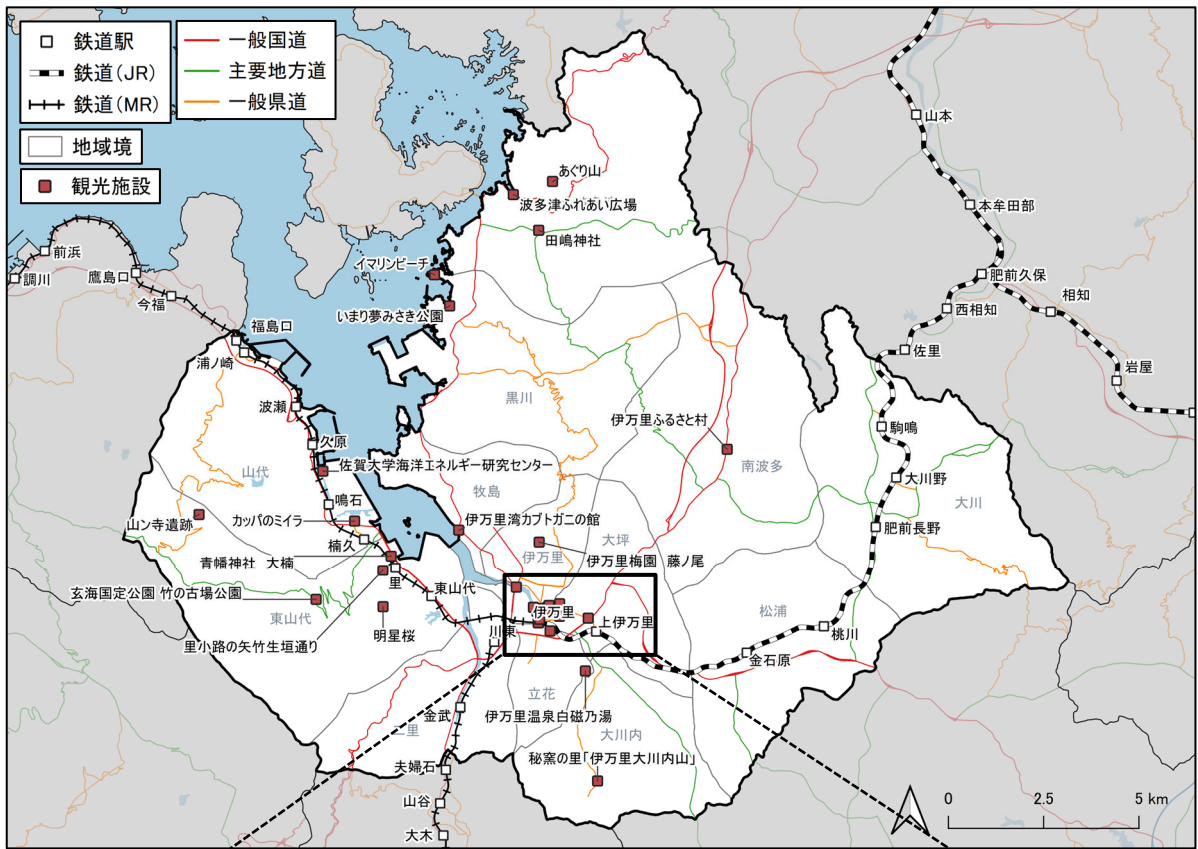 鉄道駅
鉄道（JR）
鉄道（MR）
一般国道
主要地方道
一般県道
地域境
観光施設
山本
あぐり山
波多津ふれあい広場
本牟田部
田嶋神社
前浜
調川
鷹島口
今福
イマリンビーチ
肥前久保
相知
いまり夢みさき公園
西相知
福島口
浦ノ崎
佐里
岩屋
波瀬
黒川
伊万里ふるさと村
駒鳴
久原
佐賀大学海洋エネルギー研究センター
南波多
山代
牧島
大川野
大川
鳴石
山ン寺遺跡
カッパのミイラ
伊万里湾カブトガニの館
肥前長野
楠久
伊万里
大坪
伊万里梅園　藤ノ尾
青幡神社 大楠
里
玄海国定公園 竹の古場公園
東山代
東山代
伊万里
上伊万里
松浦
明星桜
川東
桃川
里小路の矢竹生垣通り
金石原
立花
伊万里温泉白磁乃湯
金武
二里
大川内
夫婦石
秘窯の里「伊万里大川内山」
山谷
大木
0
2.5
5 km